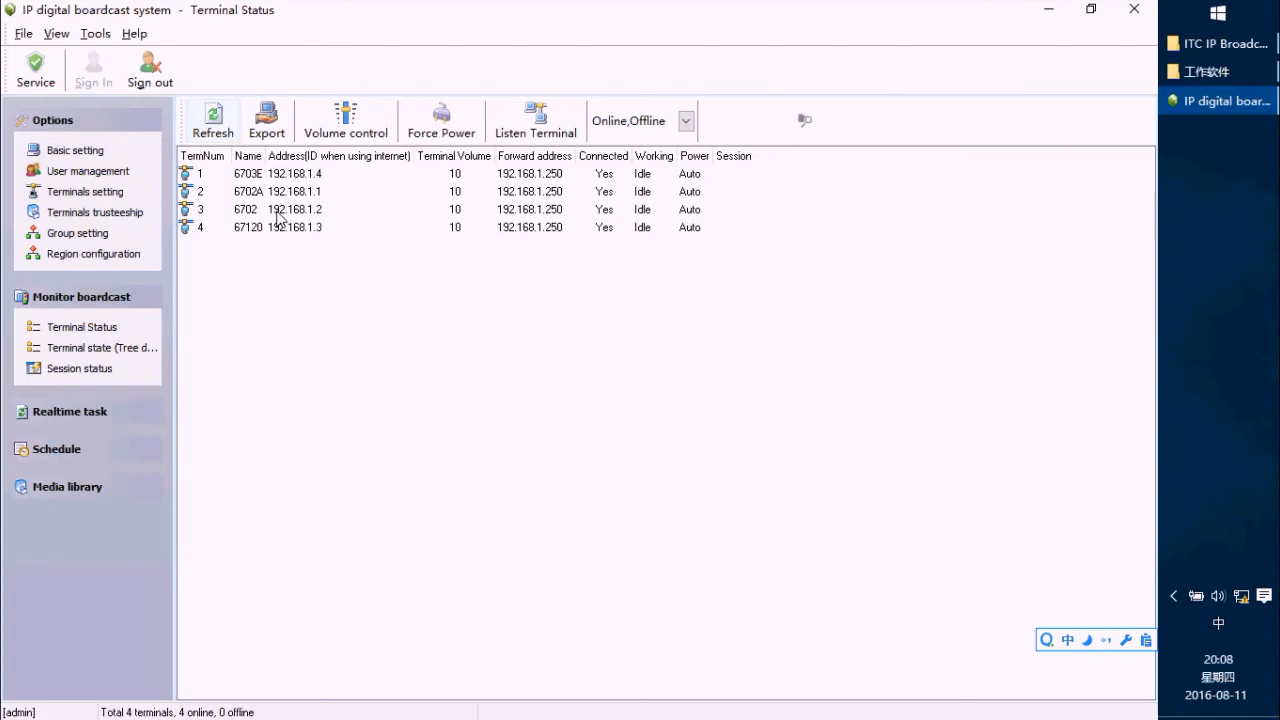 IP digital boardcast system - Terminal Status
File View Tools Help
Service Sign In Sign out
Options
Basic setting
User management
Terminals setting
Terminals trusteeship
Group setting
Region configuration
Monitor boardcast
Terminal Status
Terminal state (Tree d...
Session status
Realtime task
Schedule
Media library
Refresh Export Volume control Force Power Listen Terminal Online,Offline
TermNum Name Address(ID when using internet) Terminal Volume Forward address Connected Working Power Session
1 6703E 192.168.1.4 10 192.168.1.250 Yes Idle Auto
2 6702A 192.168.1.1 10 192.168.1.250 Yes Idle Auto
3 6702 192.168.1.2 10 192.168.1.250 Yes Idle Auto
4 67120 192.168.1.3 10 192.168.1.250 Yes Idle Auto
[admin] Total 4 terminals, 4 online, 0 offline
ITC IP Broadc...
工作软件
IP digital boar...
中
中
20:08
星期四
2016-08-11